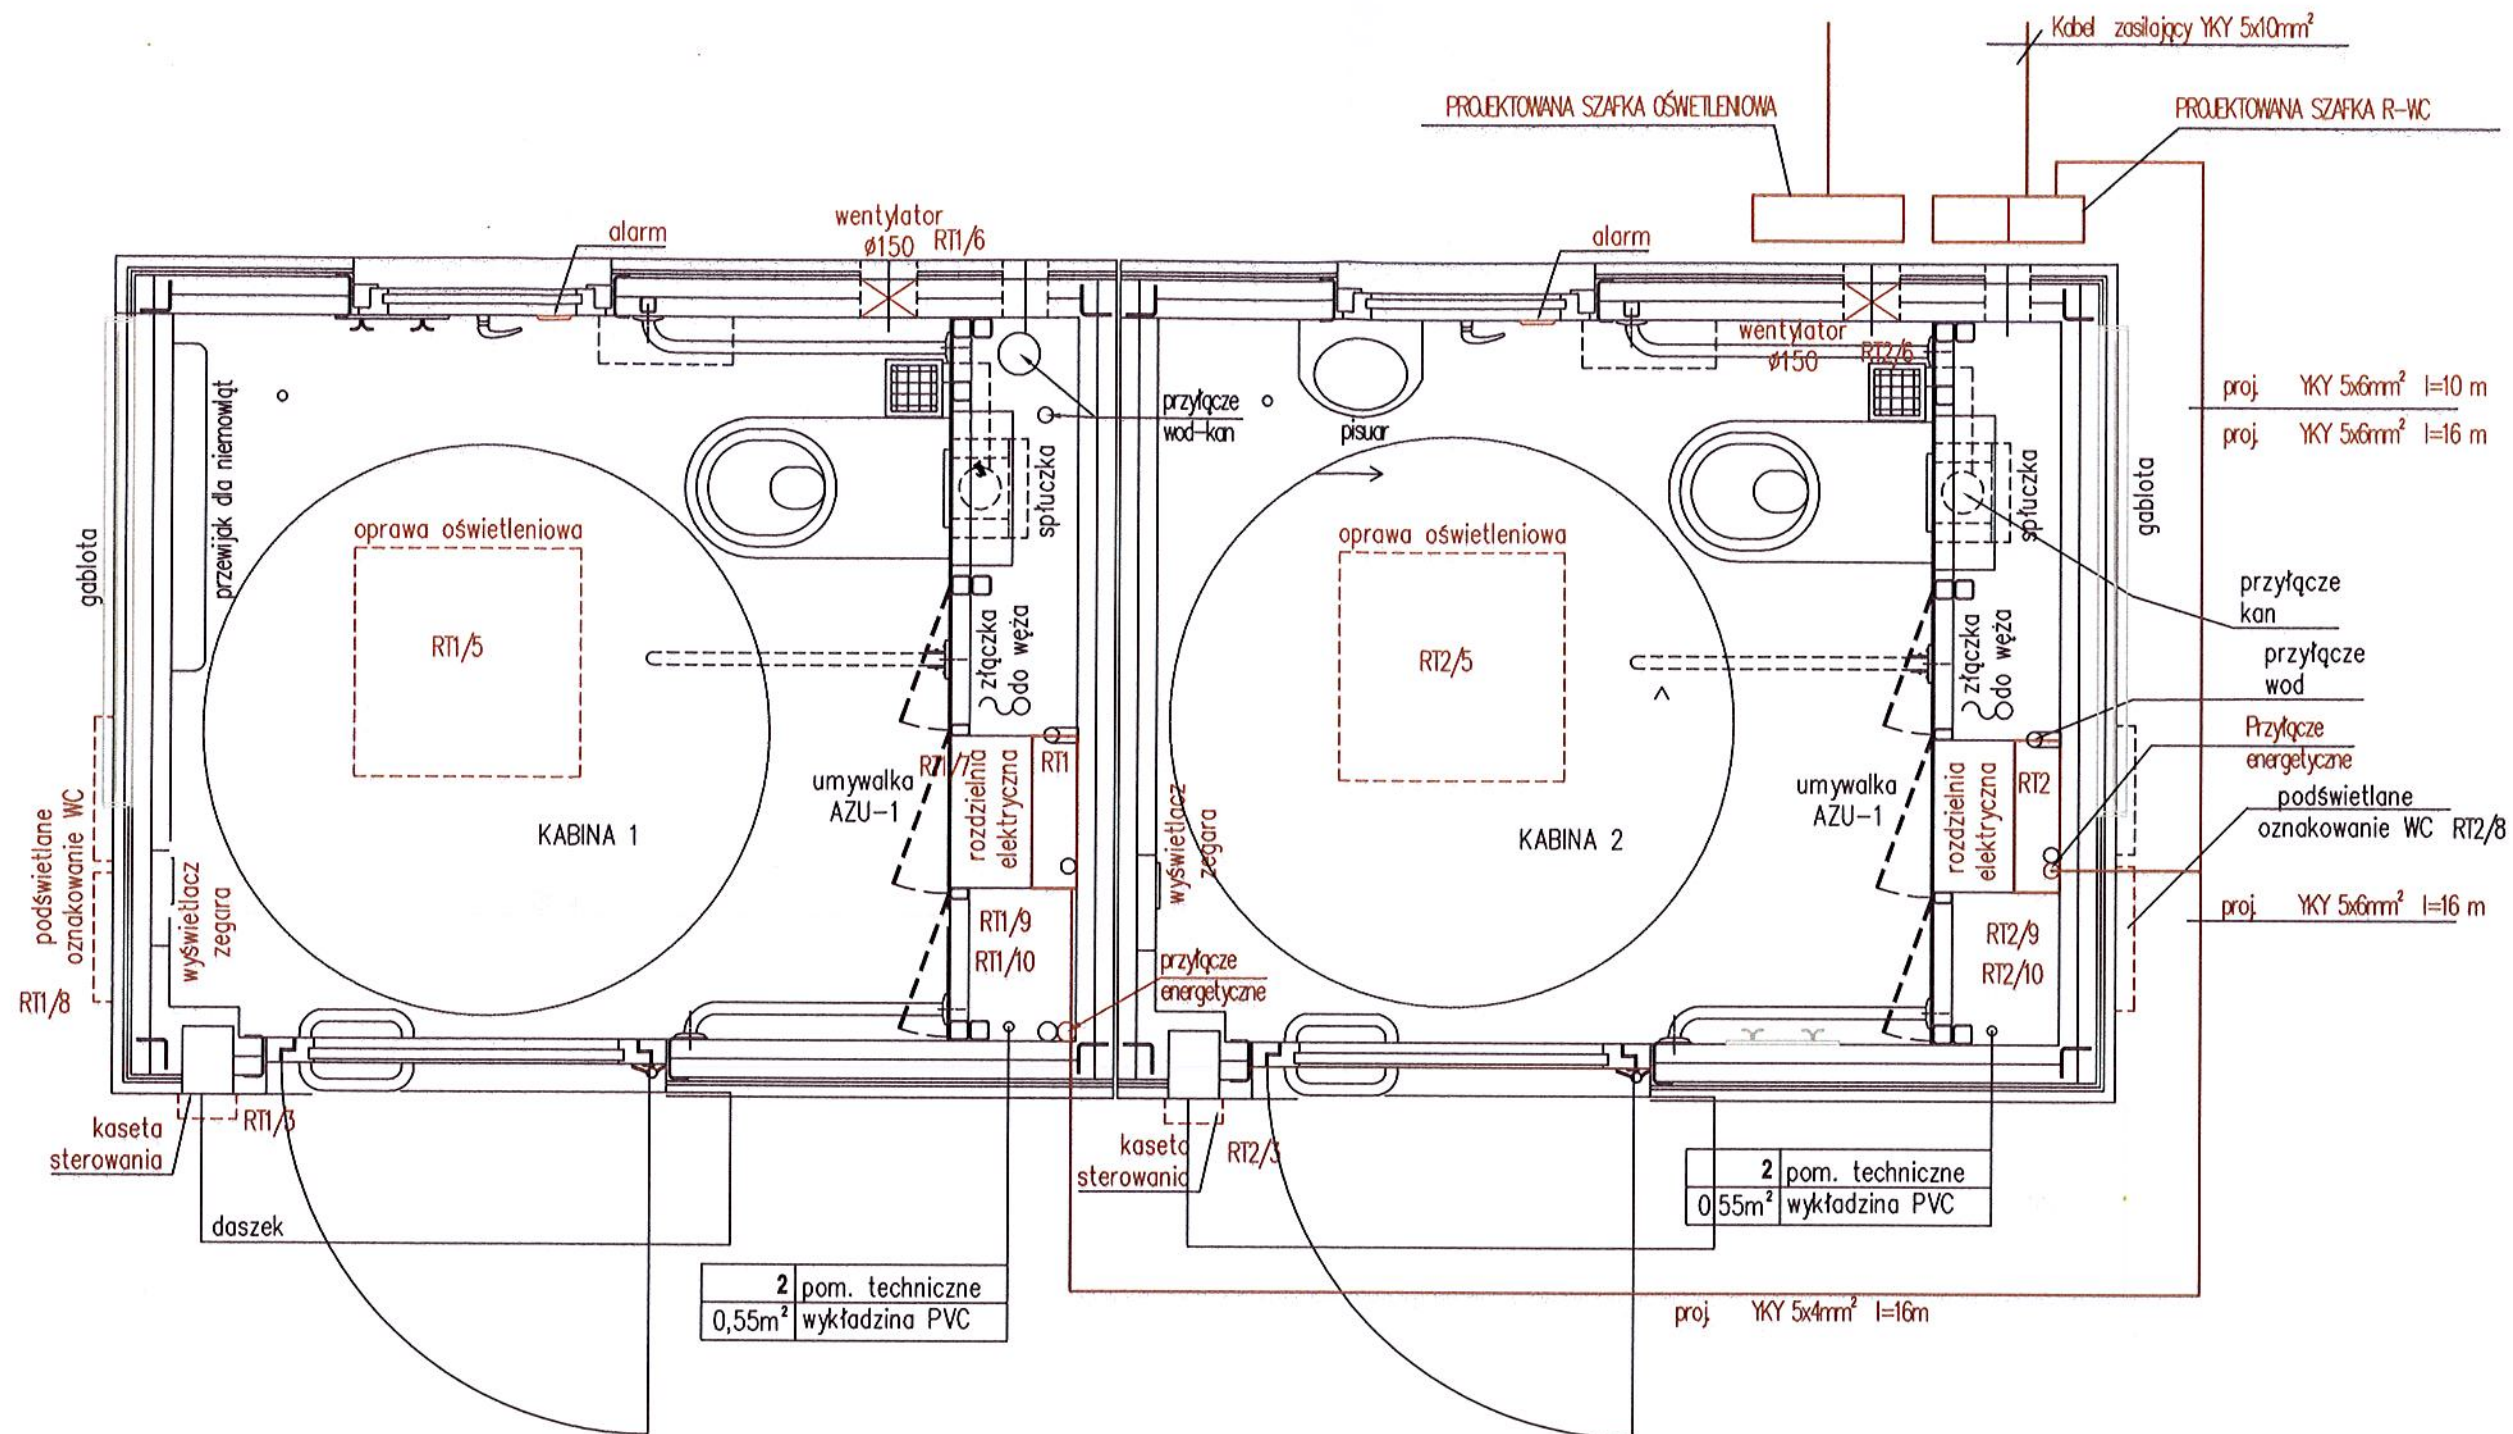 Kabel zasilający YKY 5x10mm²
PROJEKTOWANA SZAFKA OŚWETLENIOWA
PROJEKTOWANA SZAFKA R-WC
wentylator
ø150 RT1/6
alarm
alarm
wentylator
ø150
RT2/6
przewijak dla niemowląt
przyłącze
wod-kan
pisuar
proj. YKY 5x6mm² l=10 m
proj. YKY 5x6mm² l=16 m
gablota
spłuczka
spłuczka
gablota
oprawa oświetleniowa
RT1/5
oprawa oświetleniowa
RT2/5
przyłącze
kan
złączka
do węża
złączka
do węża
przyłącze
wod
Przyłącze
energetyczne
umywalka
AZU-1
RT1/7
rozdzielnia
elektryczna
RT1
umywalka
AZU-1
rozdzielnia
elektryczna
RT2
podświetlane
oznakowanie WC RT2/8
KABINA 1
KABINA 2
podświetlane
oznakowanie WC
wyświetlacz
zegara
wyświetlacz
zegara
RT1/8
RT1/9
RT1/10
przyłącze
energetyczne
RT2/9
RT2/10
proj. YKY 5x6mm² l=16 m
kaseta
sterowania
RT1/3
kaseta
sterowania
RT2/3
daszek
2 pom. techniczne
0,55m² wykładzina PVC
2 pom. techniczne
0,55m² wykładzina PVC
proj. YKY 5x4mm² l=16m